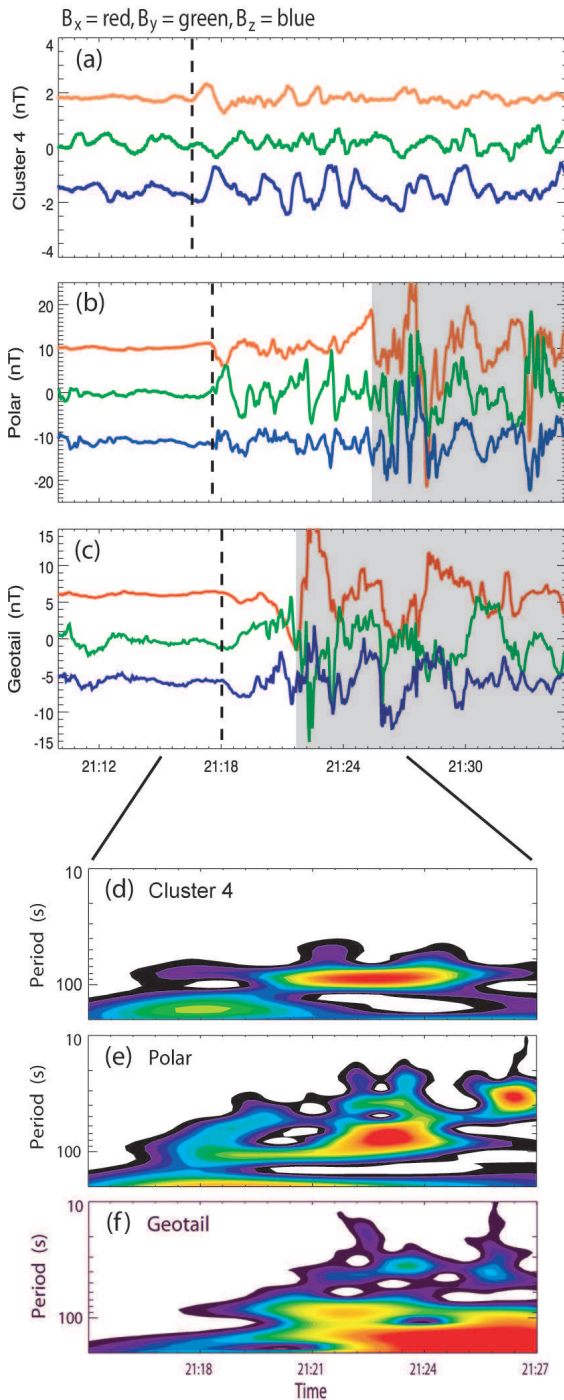 Bx = red, By = green, Bz = blue
(a)
Cluster 4 (nT)
4
2
0
-2
-4
(b)
Polar (nT)
20
10
0
-10
-20
(c)
Geotail (nT)
15
10
5
0
-5
-10
15
21:12 21:18 21:24 21:30
(d) Cluster 4
Period (s)
10
100
(e) Polar
Period (s)
10
100
(f) Geotail
Period (s)
10
100
21:18 21:21 21:24 21:27
Time